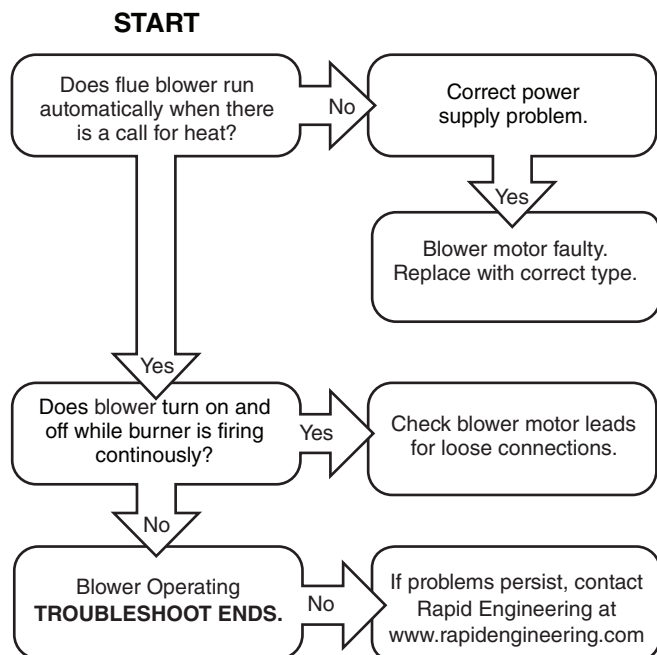 START
Does flue blower run
automatically when there
is a call for heat?
No
Correct power
supply problem.
Yes
Blower motor faulty.
Replace with correct type.
Yes
Does blower turn on and
off while burner is firing
continously?
Yes
Check blower motor leads
for loose connections.
No
Blower Operating
TROUBLESHOOT ENDS.
No
If problems persist, contact
Rapid Engineering at
www.rapidengineering.com